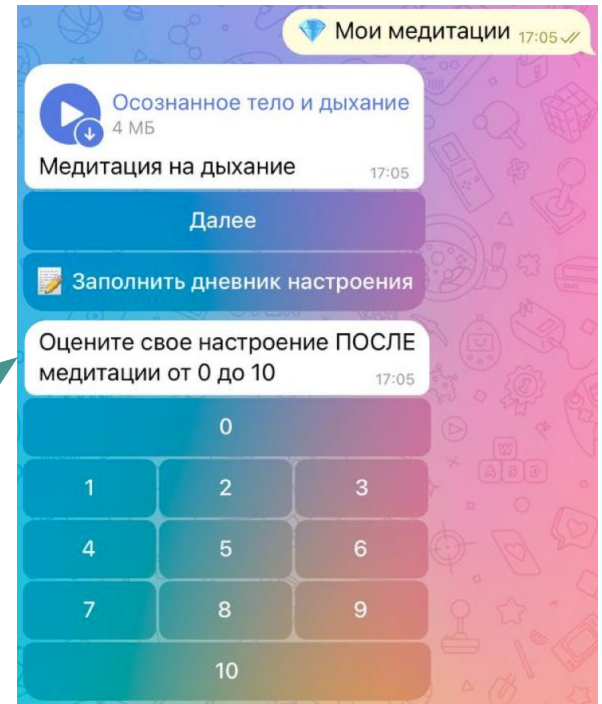 💎 Мои медитации 17:05
Осознанное тело и дыхание
4 МБ
Медитация на дыхание 17:05
Далее
📝 Заполнить дневник настроения
Оцените свое настроение ПОСЛЕ
медитации от 0 до 10 17:05
0
1 2 3
4 5 6
7 8 9
10